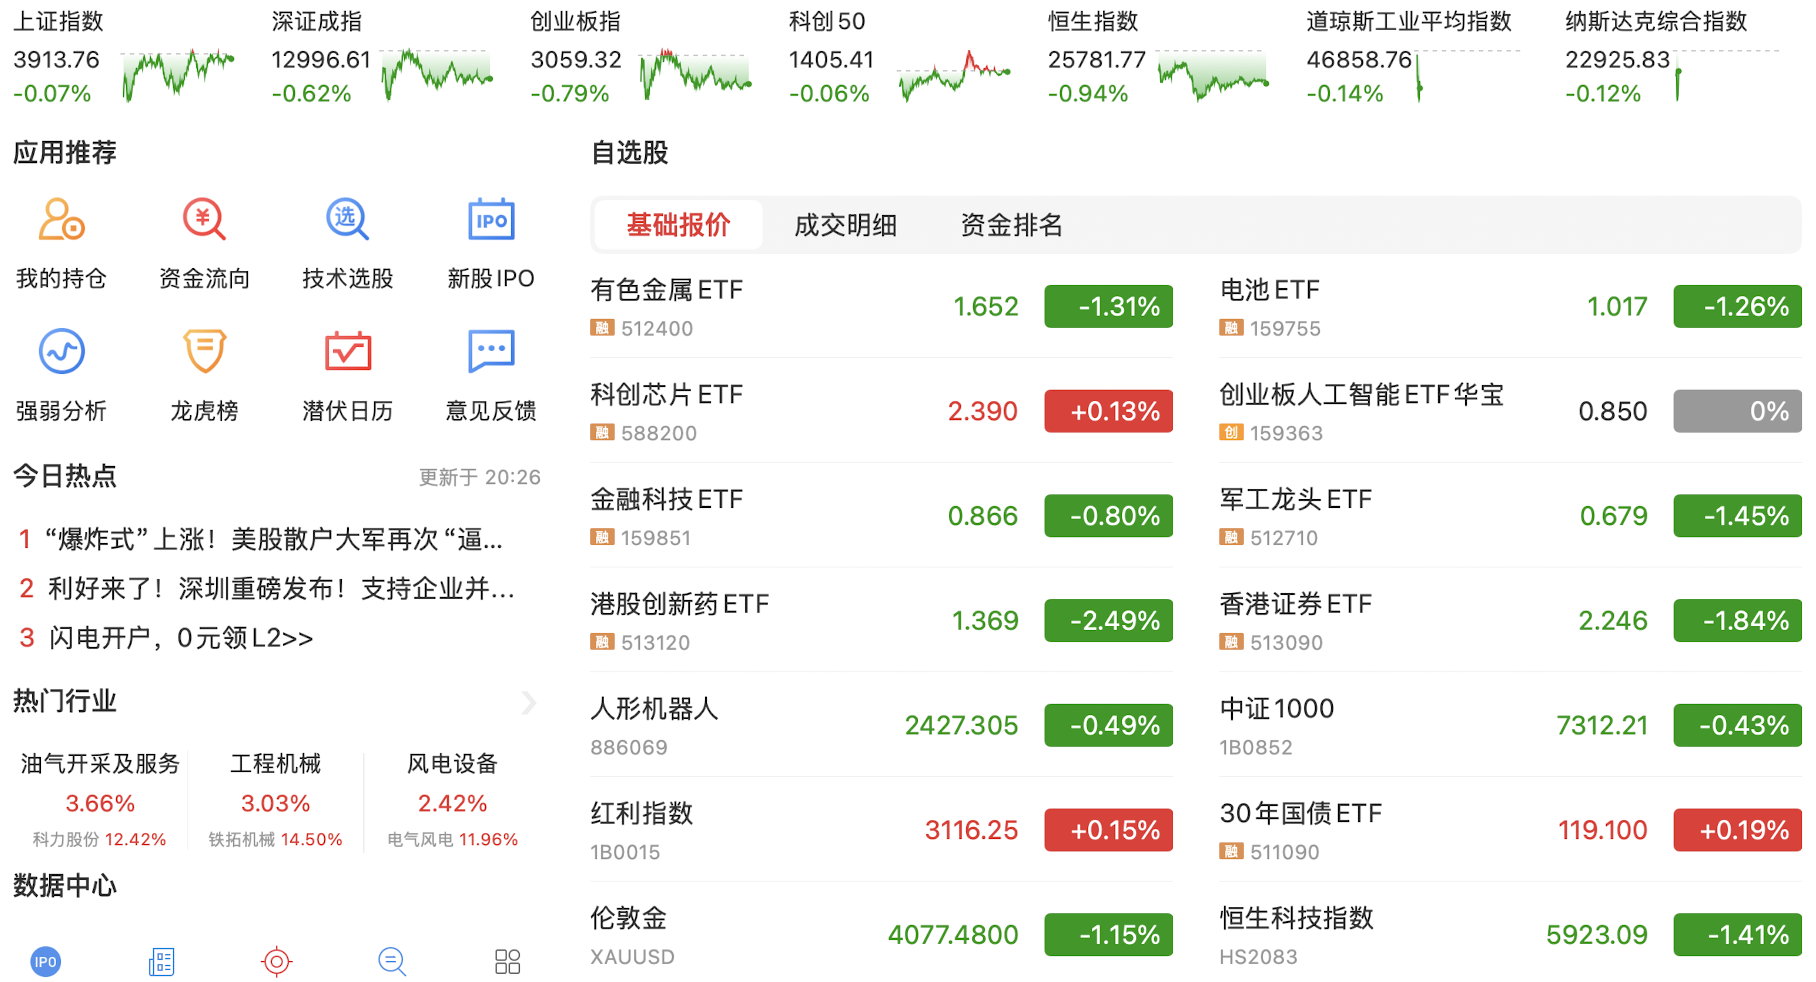 上证指数
3913.76
-0.07%
深证成指
12996.61
-0.62%
创业板指
3059.32
-0.79%
科创50
1405.41
-0.06%
恒生指数
25781.77
-0.94%
道琼斯工业平均指数
46858.76
-0.14%
纳斯达克综合指数
22925.83
-0.12%
应用推荐
我的持仓
¥
资金流向
选
技术选股
IPO
新股IPO
强弱分析
龙虎榜
潜伏日历
意见反馈
今日热点
更新于 20:26
1 “爆炸式”上涨！美股散户大军再次“逼...
2 利好来了！深圳重磅发布！支持企业并...
3 闪电开户，0元领L2>>
热门行业
油气开采及服务
3.66%
科力股份 12.42%
工程机械
3.03%
铁拓机械 14.50%
风电设备
2.42%
电气风电 11.96%
数据中心
IPO
自选股
基础报价 成交明细 资金排名
有色金属ETF
融 512400
1.652 -1.31%
电池ETF
融 159755
1.017 -1.26%
科创芯片ETF
融 588200
2.390 +0.13%
创业板人工智能ETF华宝
创 159363
0.850 0%
金融科技ETF
融 159851
0.866 -0.80%
军工龙头ETF
融 512710
0.679 -1.45%
港股创新药ETF
融 513120
1.369 -2.49%
香港证券ETF
融 513090
2.246 -1.84%
人形机器人
886069
2427.305 -0.49%
中证1000
1B0852
7312.21 -0.43%
红利指数
1B0015
3116.25 +0.15%
30年国债ETF
融 511090
119.100 +0.19%
伦敦金
XAUUSD
4077.4800 -1.15%
恒生科技指数
HS2083
5923.09 -1.41%